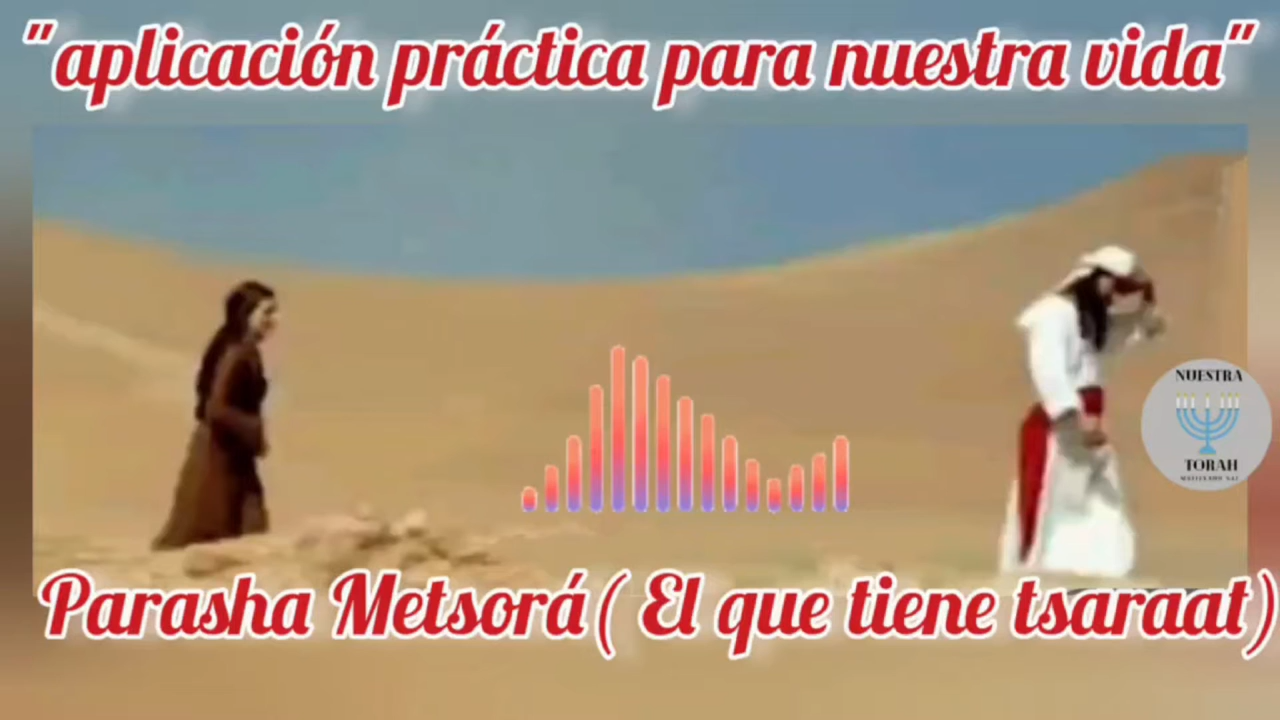 "aplicación práctica para nuestra vida"
NUESTRA
TORAH
Parasha Metsorá( El que tiene tsaraat)